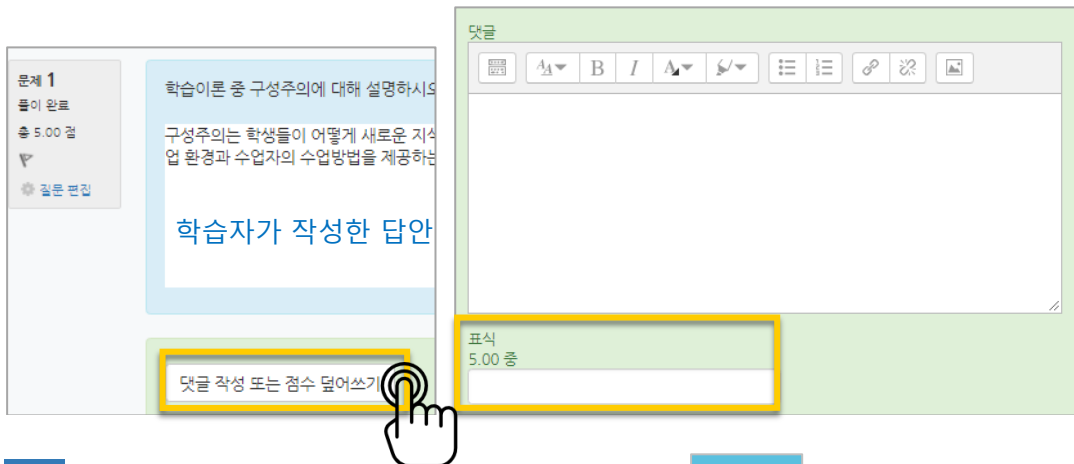 문제 1
풀이 완료
총 5.00 점
질문 편집
학습이론 중 구성주의에 대해 설명하시오
구성주의는 학생들이 어떻게 새로운 지식
업 환경과 수업자의 수업방법을 제공하는
학습자가 작성한 답안
댓글 작성 또는 점수 덮어쓰기
댓글
표식
5.00 중